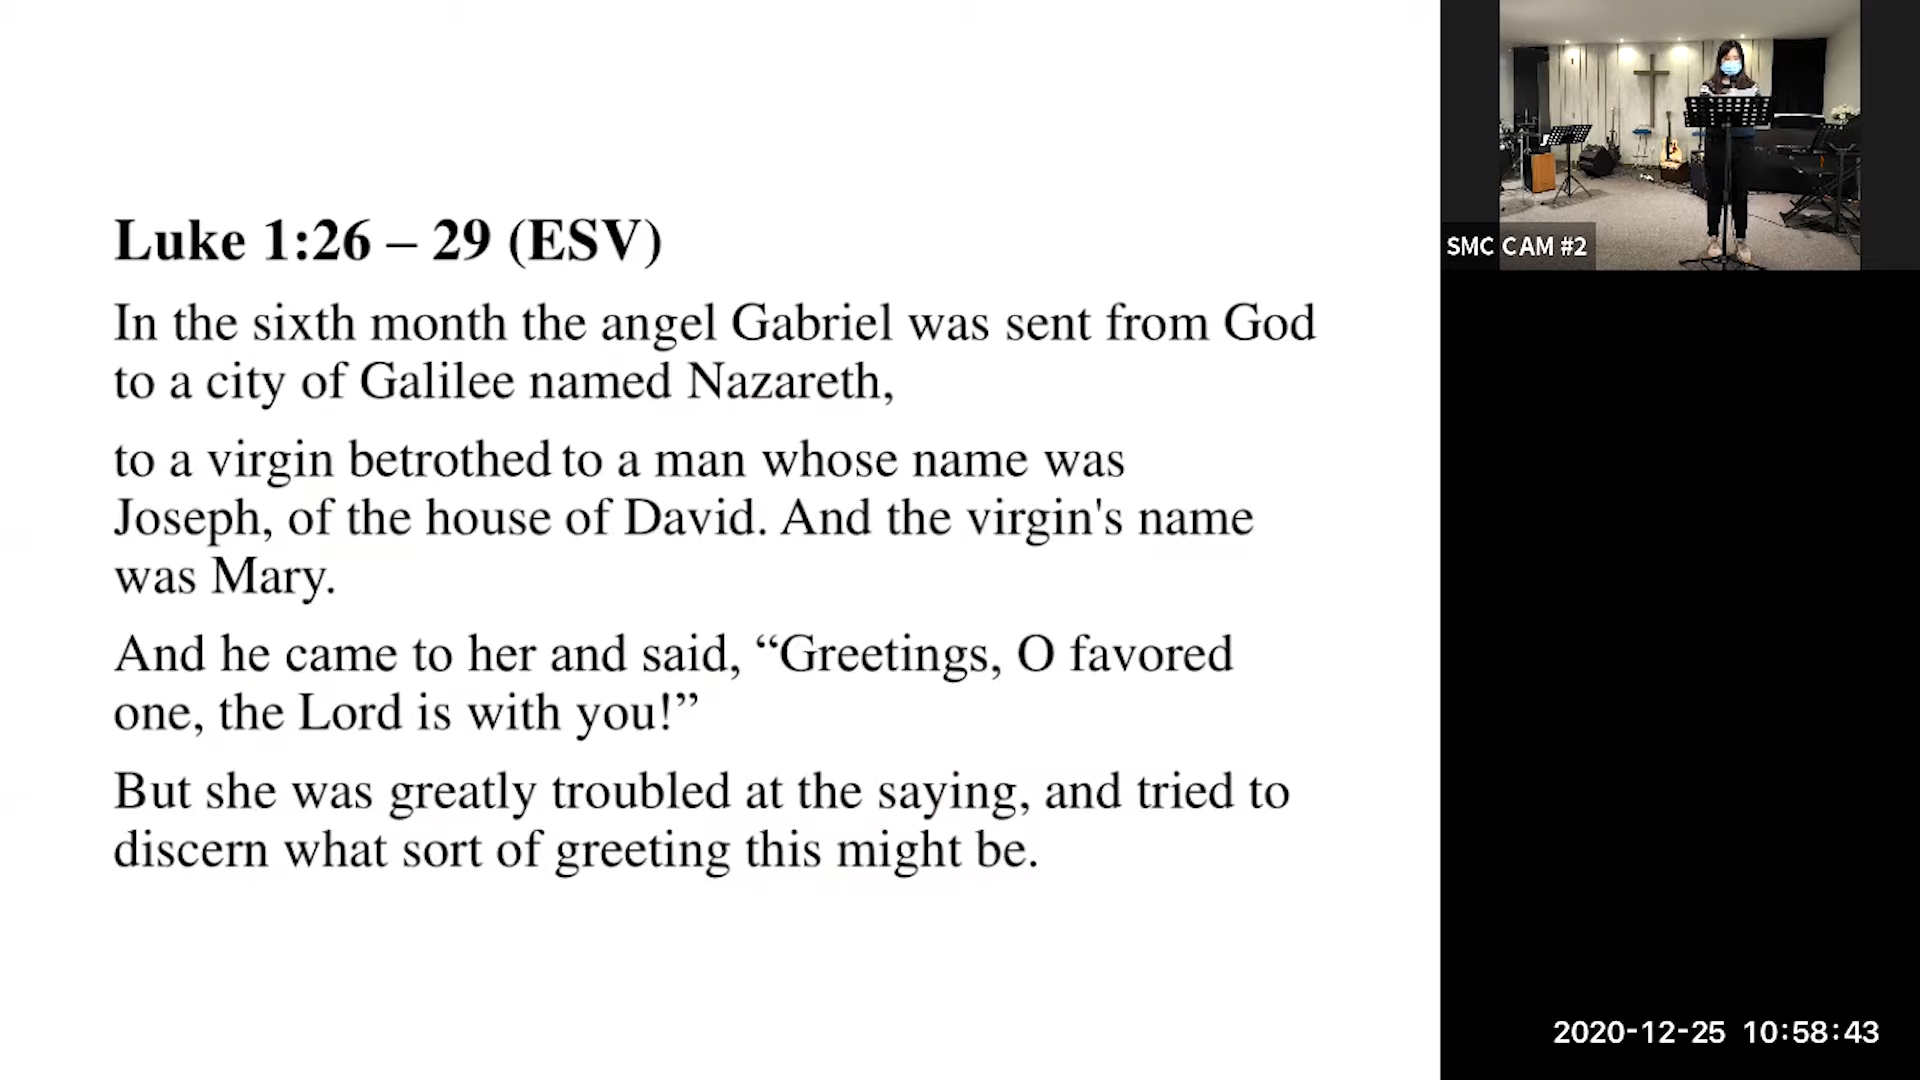 Luke 1:26 – 29 (ESV)
In the sixth month the angel Gabriel was sent from God
to a city of Galilee named Nazareth,
to a virgin betrothed to a man whose name was
Joseph, of the house of David. And the virgin's name
was Mary.
And he came to her and said, “Greetings, O favored
one, the Lord is with you!”
But she was greatly troubled at the saying, and tried to
discern what sort of greeting this might be.
SMC CAM #2
2020-12-25 10:58:43